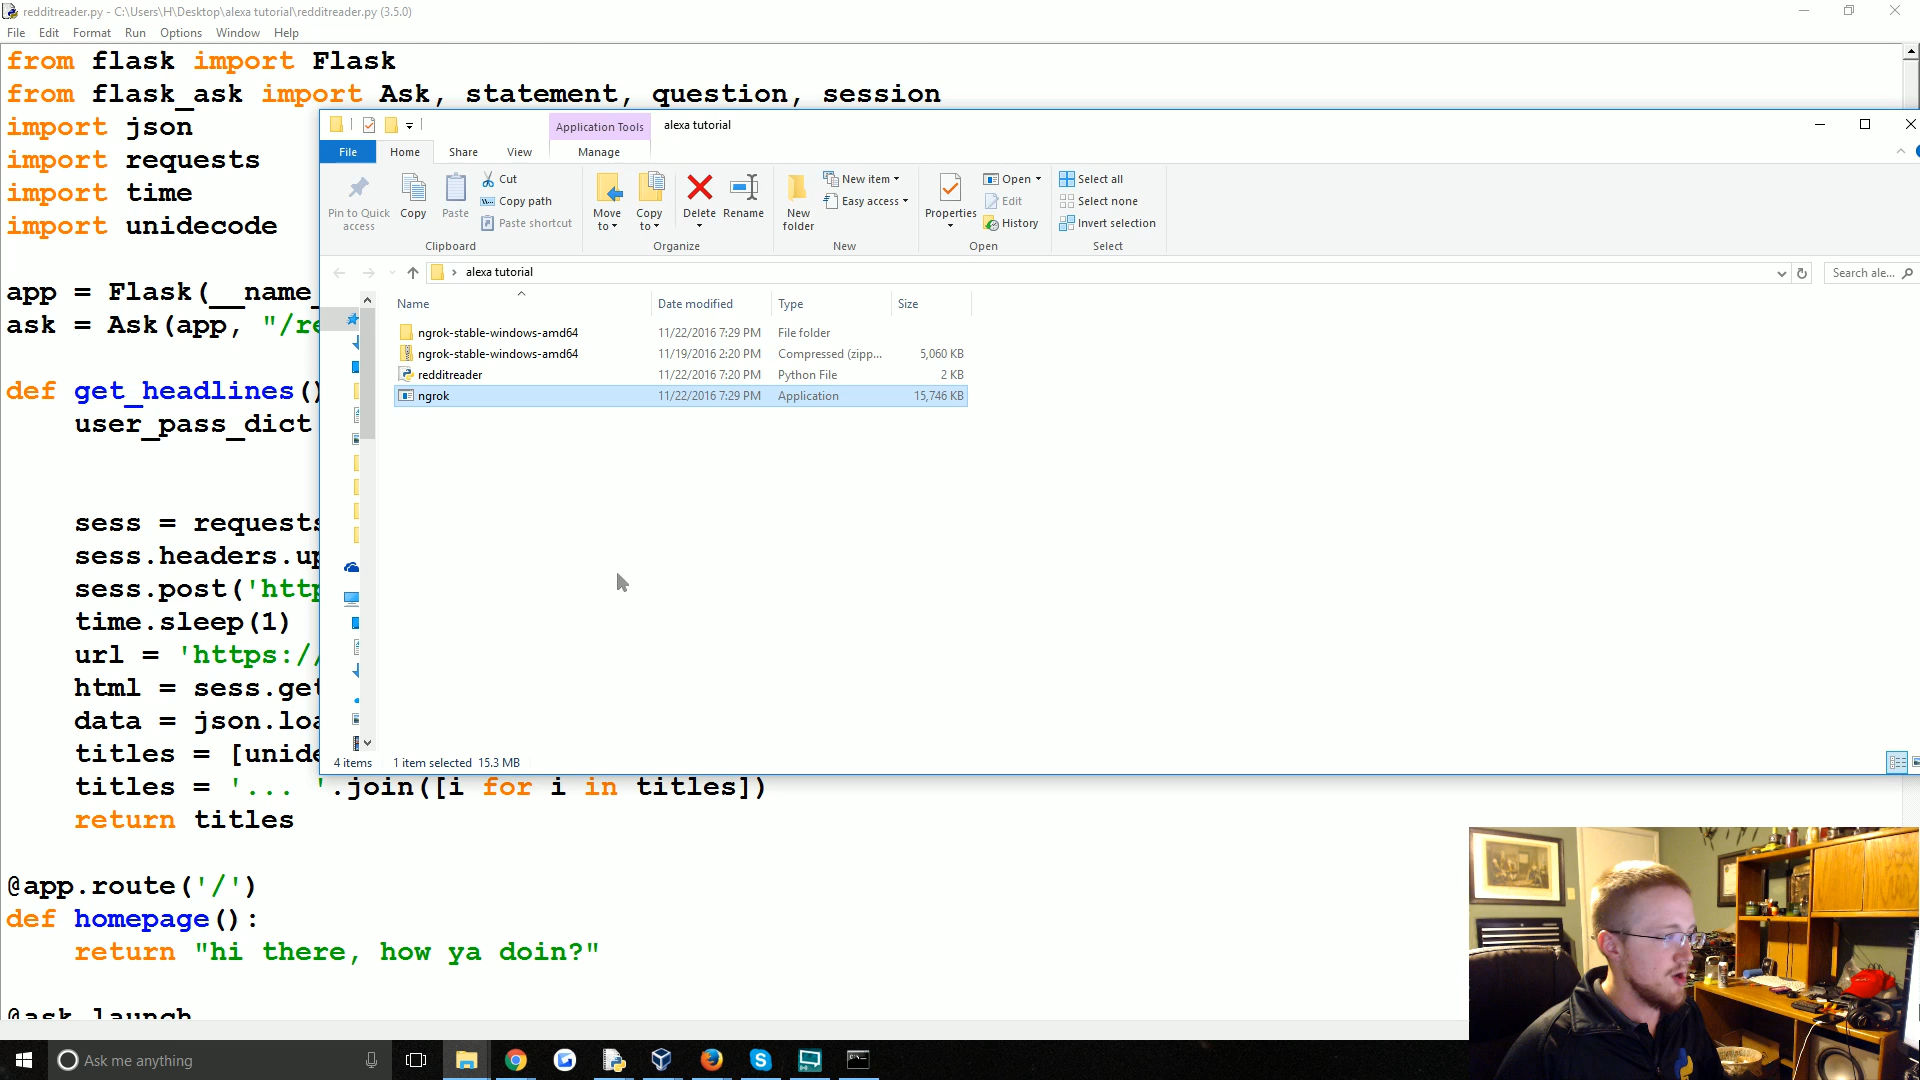 redditreader.py - C:\Users\H\Desktop\alexa tutorial\redditreader.py (3.5.0)
File Edit Format Run Options Window Help
from flask import Flask
from flask_ask import Ask, statement, question, session
import json
import requests
import time
import unidecode
app = Flask(__name_
ask = Ask(app, "/re
def get_headlines()
user_pass_dict
sess = requests
sess.headers.up
sess.post('http
time.sleep(1)
url = 'https://
html = sess.get
data = json.loa
titles = [unide
titles = '... '.join([i for i in titles])
return titles
@app.route('/')
def homepage():
return "hi there, how ya doin?"
@ask.launch
Application Tools alexa tutorial
File Home Share View Manage
Pin to Quick access
Copy
Paste
Cut
Copy path
Paste shortcut
Clipboard
Move to
Copy to
Delete
Rename
Organize
New folder
New item
Easy access
New
Properties
Open
Edit
History
Open
Select all
Select none
Invert selection
Select
alexa tutorial
Search ale...
Name Date modified Type Size
ngrok-stable-windows-amd64 11/22/2016 7:29 PM File folder
ngrok-stable-windows-amd64 11/19/2016 2:20 PM Compressed (zipp... 5,060 KB
redditreader 11/22/2016 7:20 PM Python File 2 KB
ngrok 11/22/2016 7:29 PM Application 15,746 KB
4 items 1 item selected 15.3 MB
Ask me anything